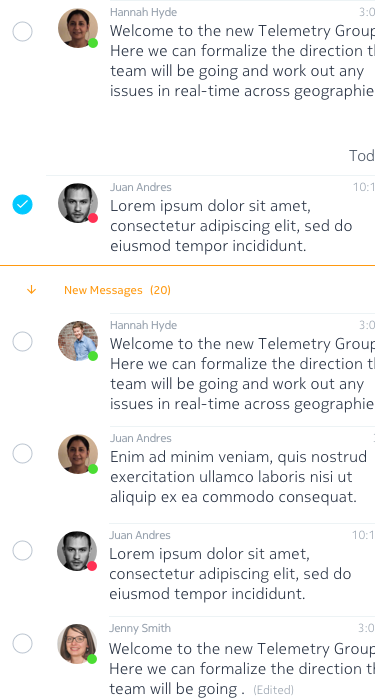 Hannah Hyde 3:0
Welcome to the new Telemetry Group
Here we can formalize the direction t
team will be going and work out any
issues in real-time across geographie
Tod
Juan Andres 10:1
Lorem ipsum dolor sit amet,
consectetur adipiscing elit, sed do
eiusmod tempor incididunt.
New Messages (20)
Hannah Hyde 3:0
Welcome to the new Telemetry Group
Here we can formalize the direction t
team will be going and work out any
issues in real-time across geographie
Juan Andres
Enim ad minim veniam, quis nostrud
exercitation ullamco laboris nisi ut
aliquip ex ea commodo consequat.
Juan Andres 10:1
Lorem ipsum dolor sit amet,
consectetur adipiscing elit, sed do
eiusmod tempor incididunt.
Jenny Smith 3:0
Welcome to the new Telemetry Group
Here we can formalize the direction t
team will be going . (Edited)